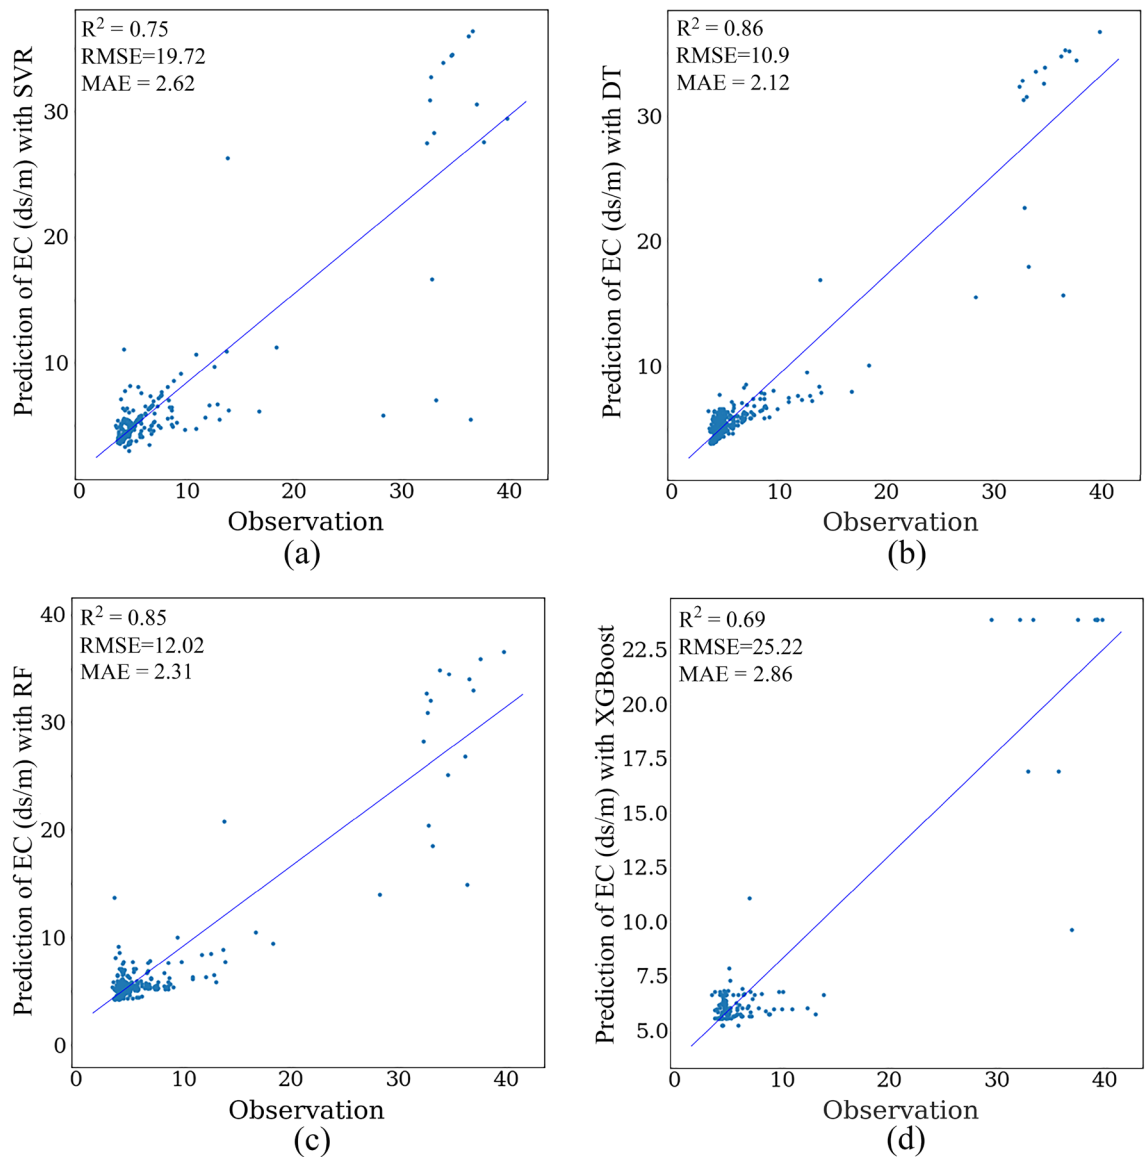 R² = 0.75
RMSE=19.72
MAE = 2.62
Prediction of EC (ds/m) with SVR
30
20
10
0 10 20 30 40
Observation
(a)
R² = 0.86
RMSE=10.9
MAE = 2.12
Prediction of EC (ds/m) with DT
30
20
10
0 10 20 30 40
Observation
(b)
R² = 0.85
RMSE=12.02
MAE = 2.31
Prediction of EC (ds/m) with RF
40
30
20
10
0
0 10 20 30 40
Observation
(c)
R² = 0.69
RMSE=25.22
MAE = 2.86
Prediction of EC (ds/m) with XGBoost
22.5
20.0
17.5
15.0
12.5
10.0
7.5
5.0
0 10 20 30 40
Observation
(d)